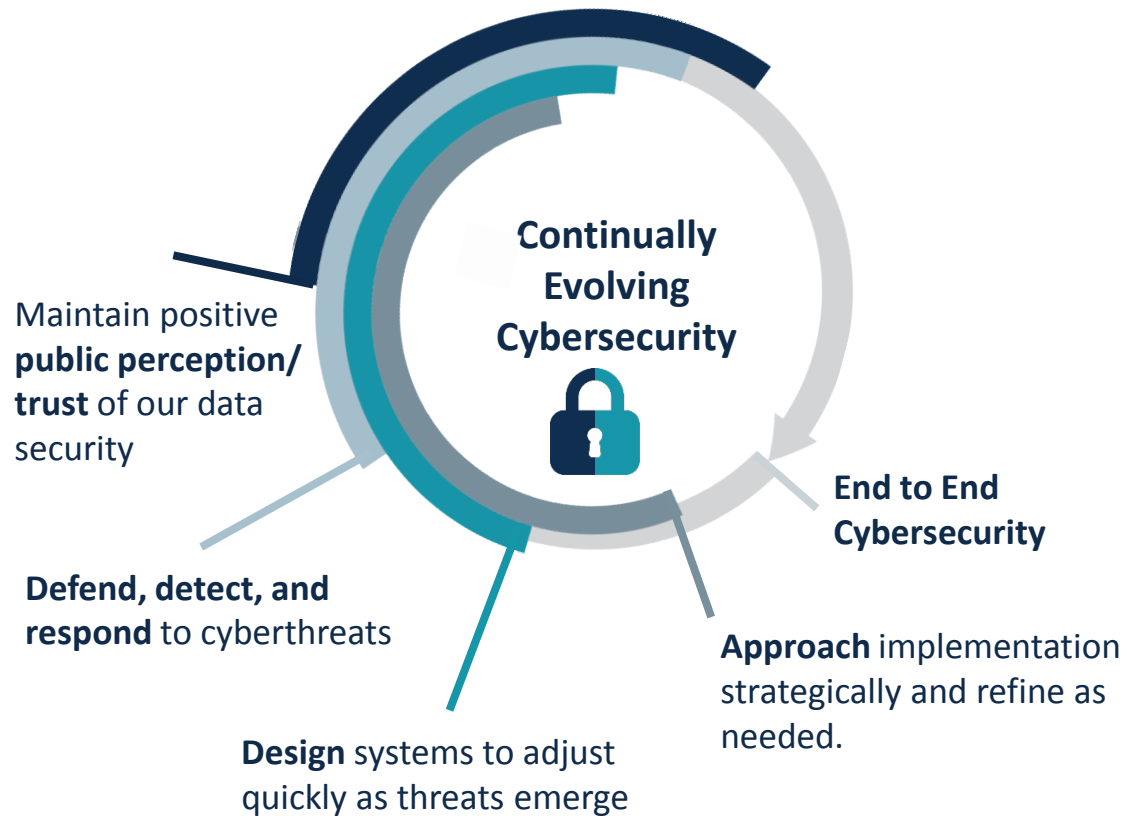 Continually
Evolving
Cybersecurity
Maintain positive
public perception/
trust of our data
security
Defend, detect, and
respond to cyberthreats
Design systems to adjust
quickly as threats emerge
Approach implementation
strategically and refine as
needed.
End to End
Cybersecurity